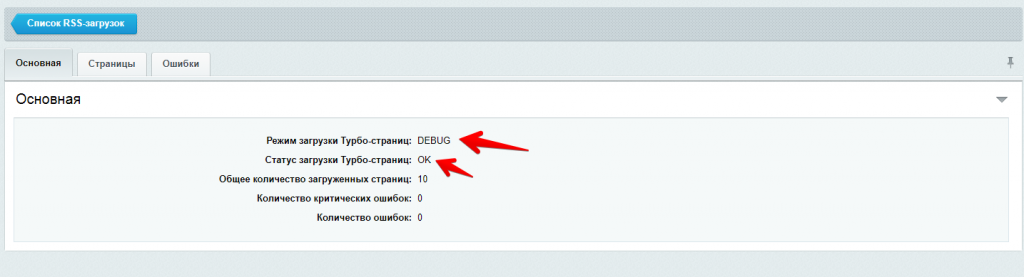 Список RSS-загрузок
Основная Страницы Ошибки
Основная
Режим загрузки Турбо-страниц: DEBUG
Статус загрузки Турбо-страниц: OK
Общее количество загруженных страниц: 10
Количество критических ошибок: 0
Количество ошибок: 0